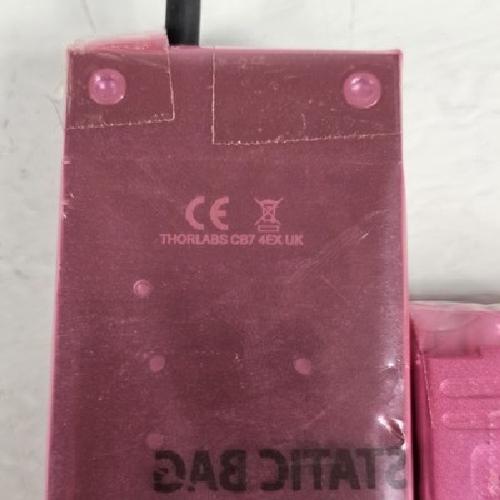 CE
THORLABS CB7 4EX UK
STATIC BAG